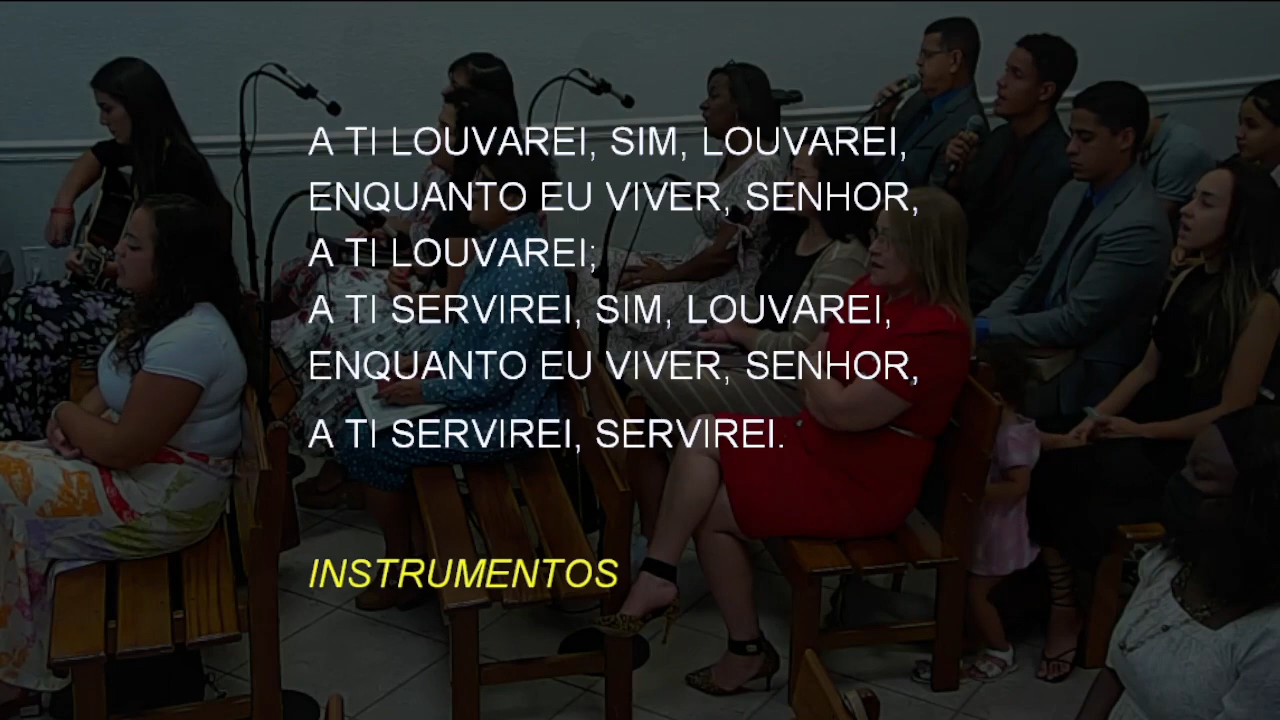 A TI LOUVAREI, SIM, LOUVAREI,
ENQUANTO EU VIVER, SENHOR,
A TI LOUVAREI;
A TI SERVIREI, SIM, LOUVAREI,
ENQUANTO EU VIVER, SENHOR,
A TI SERVIREI, SERVIREI.
INSTRUMENTOS